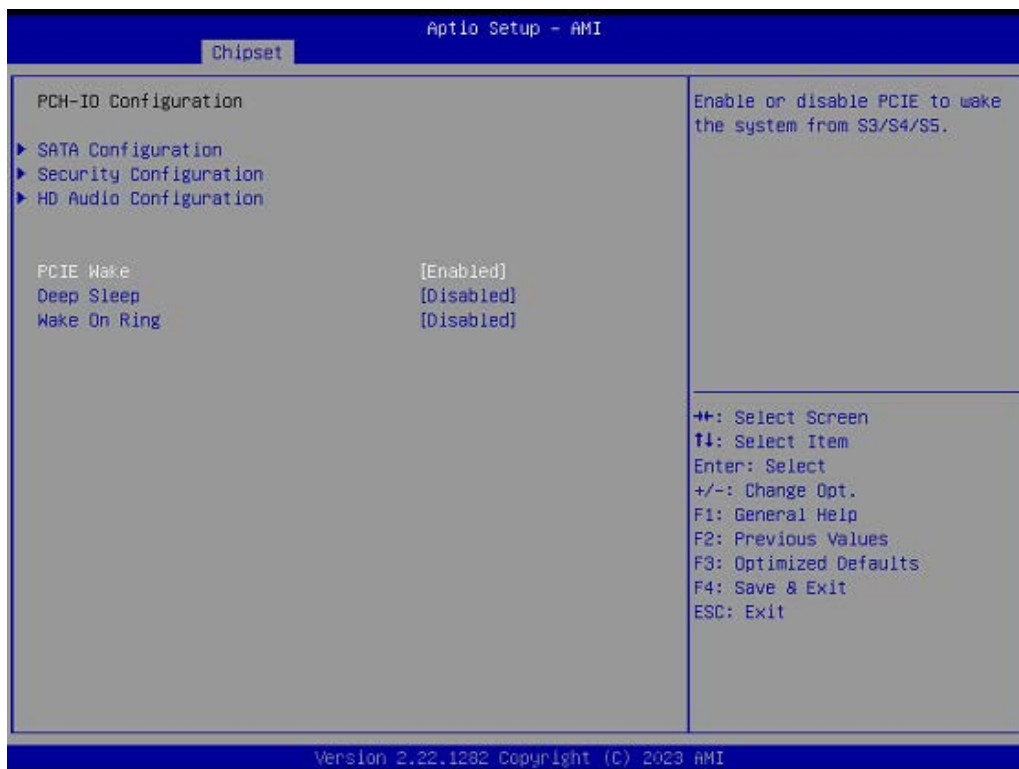 Aptio Setup – AMI
Chipset
PCH-IO Configuration
SATA Configuration
Security Configuration
HD Audio Configuration
PCIE Wake [Enabled]
Deep Sleep [Disabled]
Wake On Ring [Disabled]
Enable or disable PCIE to wake
the system from S3/S4/S5.
→←: Select Screen
↑↓: Select Item
Enter: Select
+/-: Change Opt.
F1: General Help
F2: Previous Values
F3: Optimized Defaults
F4: Save & Exit
ESC: Exit
Version 2.22.1282 Copyright (C) 2023 AMI